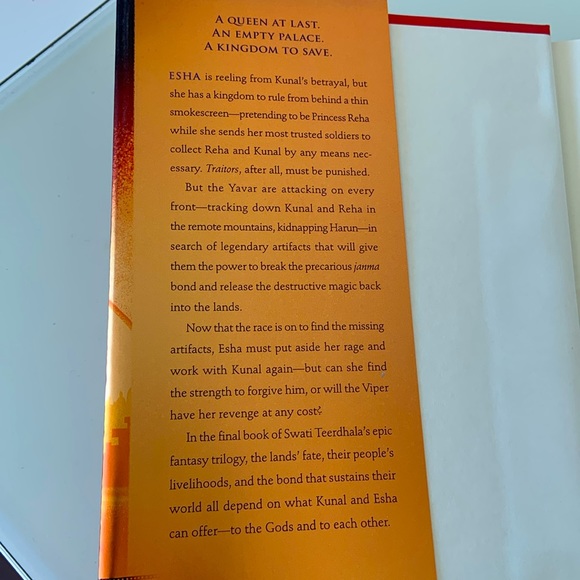 A QUEEN AT LAST.
AN EMPTY PALACE.
A KINGDOM TO SAVE.
ESHA is reeling from Kunal's betrayal, but
she has a kingdom to rule from behind a thin
smokescreen—pretending to be Princess Reha
while she sends her most trusted soldiers to
collect Reha and Kunal by any means nec-
essary. Traitors, after all, must be punished.
But the Yavar are attacking on every
front—tracking down Kunal and Reha in
the remote mountains, kidnapping Harun—in
search of legendary artifacts that will give
them the power to break the precarious janma
bond and release the destructive magic back
into the lands.
Now that the race is on to find the missing
artifacts, Esha must put aside her rage and
work with Kunal again—but can she find
the strength to forgive him, or will the Viper
have her revenge at any cost?
In the final book of Swati Teerdhala's epic
fantasy trilogy, the lands' fate, their people's
livelihoods, and the bond that sustains their
world all depend on what Kunal and Esha
can offer—to the Gods and to each other.